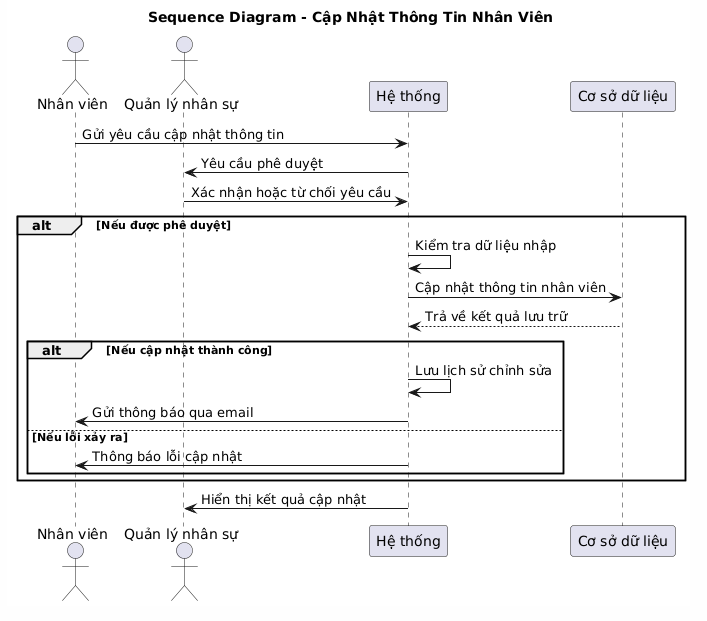 Sequence Diagram - Cập Nhật Thông Tin Nhân Viên
Nhân viên
Quản lý nhân sự
Hệ thống
Cơ sở dữ liệu
Gửi yêu cầu cập nhật thông tin
Yêu cầu phê duyệt
Xác nhận hoặc từ chối yêu cầu
alt
[Nếu được phê duyệt]
Kiểm tra dữ liệu nhập
Cập nhật thông tin nhân viên
Trả về kết quả lưu trữ
alt
[Nếu cập nhật thành công]
Lưu lịch sử chỉnh sửa
Gửi thông báo qua email
[Nếu lỗi xảy ra]
Thông báo lỗi cập nhật
Hiển thị kết quả cập nhật
Nhân viên
Quản lý nhân sự
Hệ thống
Cơ sở dữ liệu